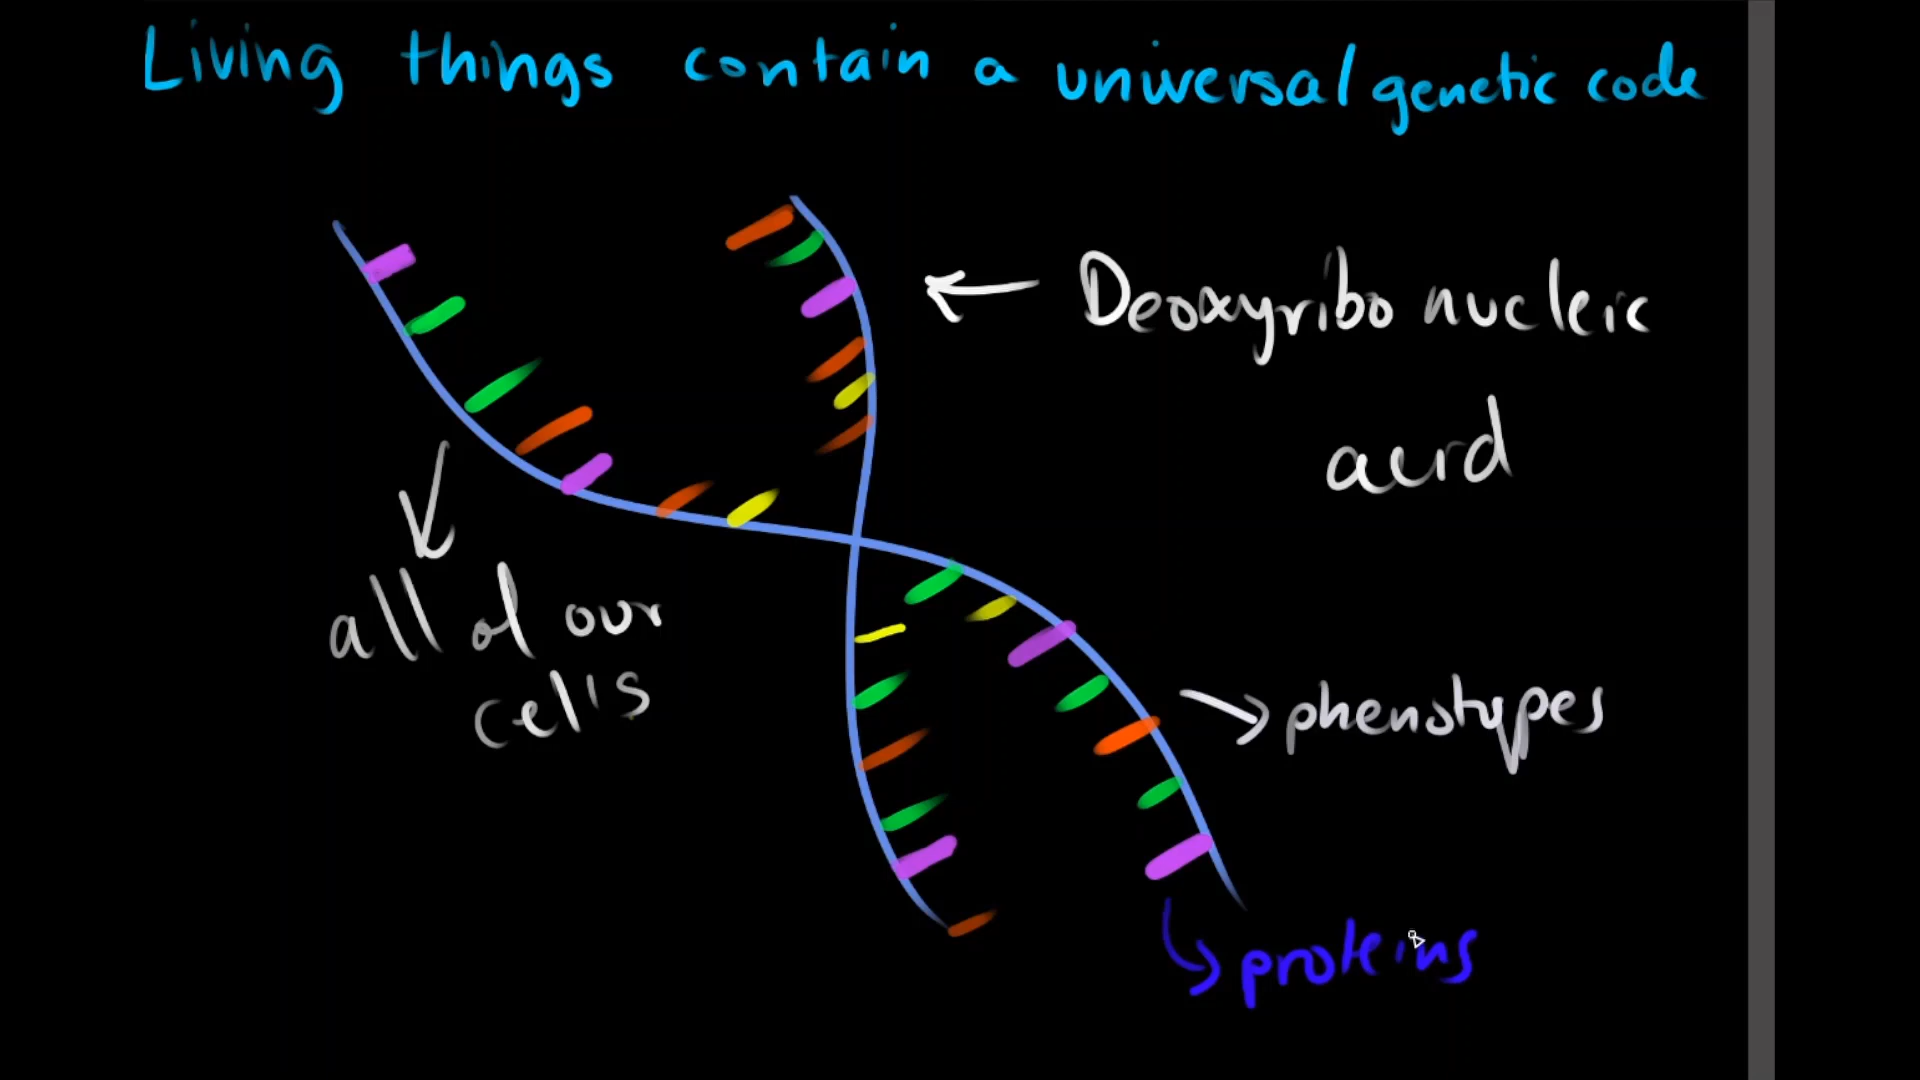 Living things contain a universal genetic code
Deoxyribo nucleic
acid
all of our
cells
phenotypes
proteins